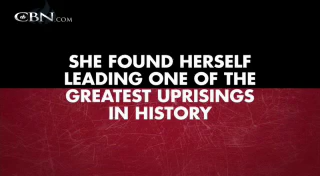 CBN.COM
SHE FOUND HERSELF
LEADING ONE OF THE
GREATEST UPRISINGS
IN HISTORY